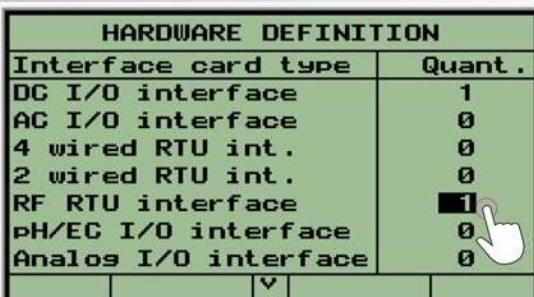 HARDWARE DEFINITION
Interface card type Quant.
DC I/O interface 1
AC I/O interface 0
4 wired RTU int. 0
2 wired RTU int. 0
RF RTU interface 1
pH/EC I/O interface 0
Analog I/O interface 0